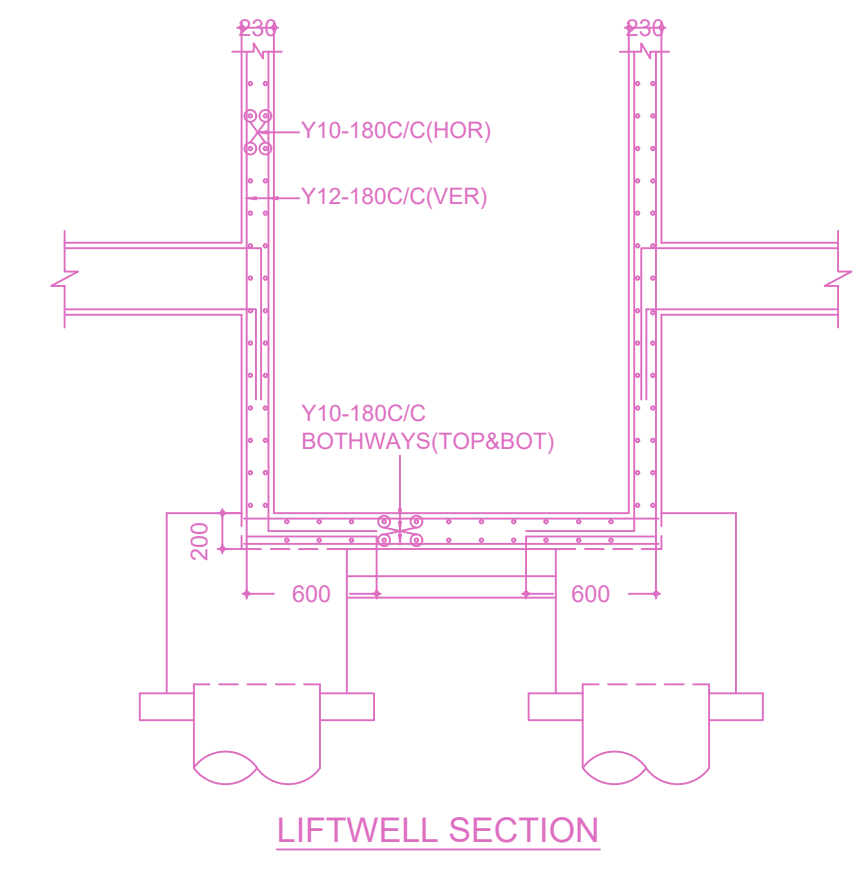 230
230
Y10-180C/C(HOR)
Y12-180C/C(VER)
Y10-180C/C
BOTHWAYS(TOP&BOT)
200
600
600
LIFTWELL SECTION